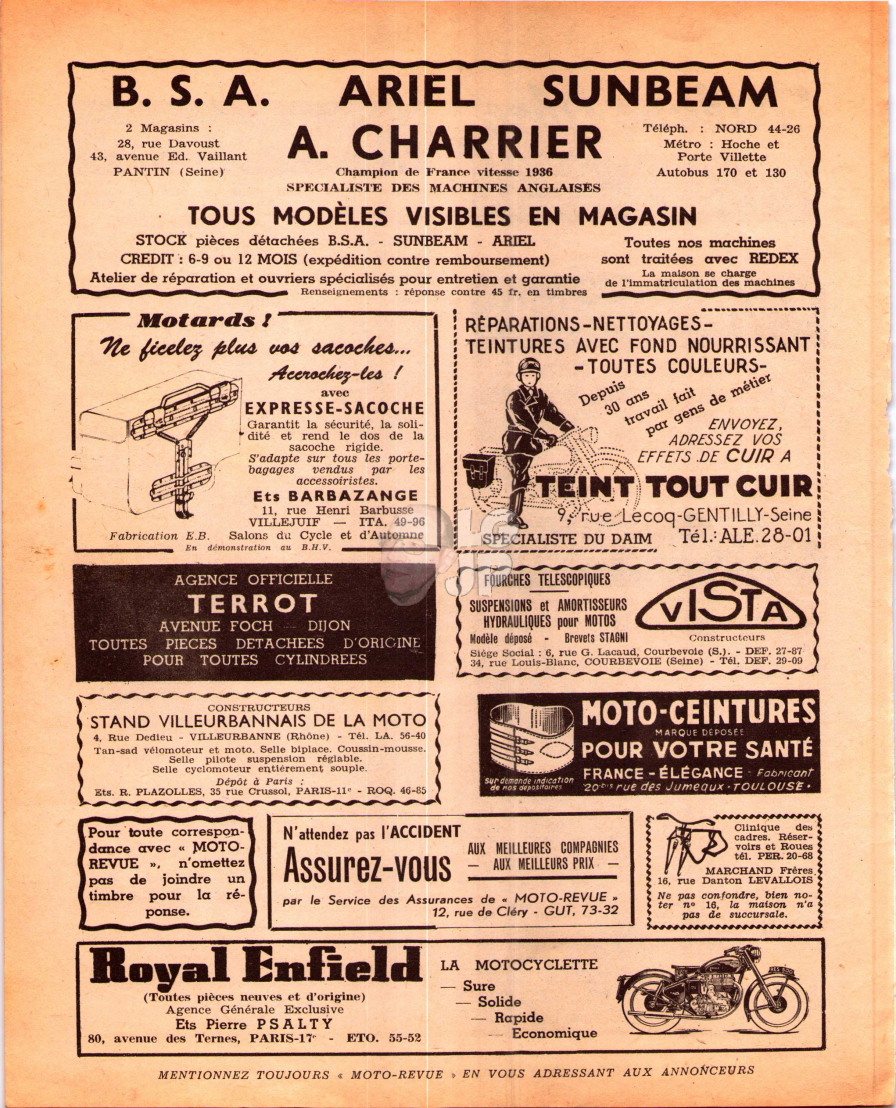 B. S. A. ARIEL SUNBEAM
2 Magasins :
28, rue Davoust
43, avenue Ed. Vaillant
PANTIN (Seine)
A. CHARRIER
Champion de France vitesse 1936
SPECIALISTE DES MACHINES ANGLAISES
Téléph. : NORD 44-26
Métro : Hoche et
Porte Villette
Autobus 170 et 130
TOUS MODÈLES VISIBLES EN MAGASIN
STOCK pièces détachées B.S.A. - SUNBEAM - ARIEL
CREDIT : 6-9 ou 12 MOIS (expédition contre remboursement)
Atelier de réparation et ouvriers spécialisés pour entretien et garantie
Renseignements : réponse contre 45 fr. en timbres
Toutes nos machines
sont traitées avec REDEX
La maison se charge
de l'immatriculation des machines
Motards !
Ne ficelez plus vos sacoches...
Accrochez-les !
avec
EXPRESSE-SACOCHE
Garantit la sécurité, la soli-
dité et rend le dos de la
sacoche rigide.
S'adapte sur tous les porte-
bagages vendus par les
accessoiristes.
Ets BARBAZANGE
11, rue Henri Barbusse
VILLEJUIF — ITA. 49-96
Fabrication E.B. Salons du Cycle et d'Automne
En démonstration au B.H.V.
RÉPARATIONS-NETTOYAGES-
TEINTURES AVEC FOND NOURRISSANT
-TOUTES COULEURS-
Depuis
30 ans
travail fait
par gens de métier
ENVOYEZ,
ADRESSEZ VOS
EFFETS DE CUIR A
TEINT TOUT CUIR
9, rue Lecoq-GENTILLY-Seine
SPECIALISTE DU DAIM Tél.: ALE. 28-01
LC
JP
AGENCE OFFICIELLE
TERROT
AVENUE FOCH — DIJON
TOUTES PIECES DETACHEES D'ORIGINE
POUR TOUTES CYLINDREES
FOURCHES TELESCOPIQUES
SUSPENSIONS et AMORTISSEURS
HYDRAULIQUES pour MOTOS
Modèle déposé - Brevets STAGNI
VISTA
Constructeurs
Siège Social : 6, rue G. Lacaud, Courbevoie (S.). - DEF. 27-87
34, rue Louis-Blanc, COURBEVOIE (Seine) - Tél. DEF. 29-09
CONSTRUCTEURS
STAND VILLEURBANNAIS DE LA MOTO
4, Rue Dedieu - VILLEURBANNE (Rhône) - Tél. LA. 56-40
Tan-sad vélomoteur et moto. Selle biplace. Coussin-mousse.
Selle pilote suspension réglable.
Selle cyclomoteur entièrement souple.
Dépôt à Paris :
Ets. R. PLAZOLLES, 35 rue Crussol, PARIS-11e - ROQ. 46-85
MOTO-CEINTURES
MARQUE DÉPOSÉE
POUR VOTRE SANTÉ
FRANCE-ÉLÉGANCE - Fabricant
20bis rue des Jumeaux - TOULOUSE
Sur demande indication
de nos dépositaires
Pour toute correspon-
dance avec « MOTO-
REVUE », n'omettez
pas de joindre un
timbre pour la ré-
ponse.
N'attendez pas l'ACCIDENT
Assurez-vous
AUX MEILLEURES COMPAGNIES
— AUX MEILLEURS PRIX —
par le Service des Assurances de « MOTO-REVUE »
12, rue de Cléry - GUT, 73-32
Clinique des
cadres. Réser-
voirs et Roues
tél. PER. 20-68
MARCHAND Frères
16, rue Danton LEVALLOIS
Ne pas confondre, bien no-
ter n° 16, la maison n'a
pas de succursale.
Royal Enfield
(Toutes pièces neuves et d'origine)
Agence Générale Exclusive
Ets Pierre PSALTY
80, avenue des Ternes, PARIS-17e - ETO. 55-52
LA MOTOCYCLETTE
— Sure
— Solide
— Rapide
— Economique
MENTIONNEZ TOUJOURS « MOTO-REVUE » EN VOUS ADRESSANT AUX ANNONCEURS